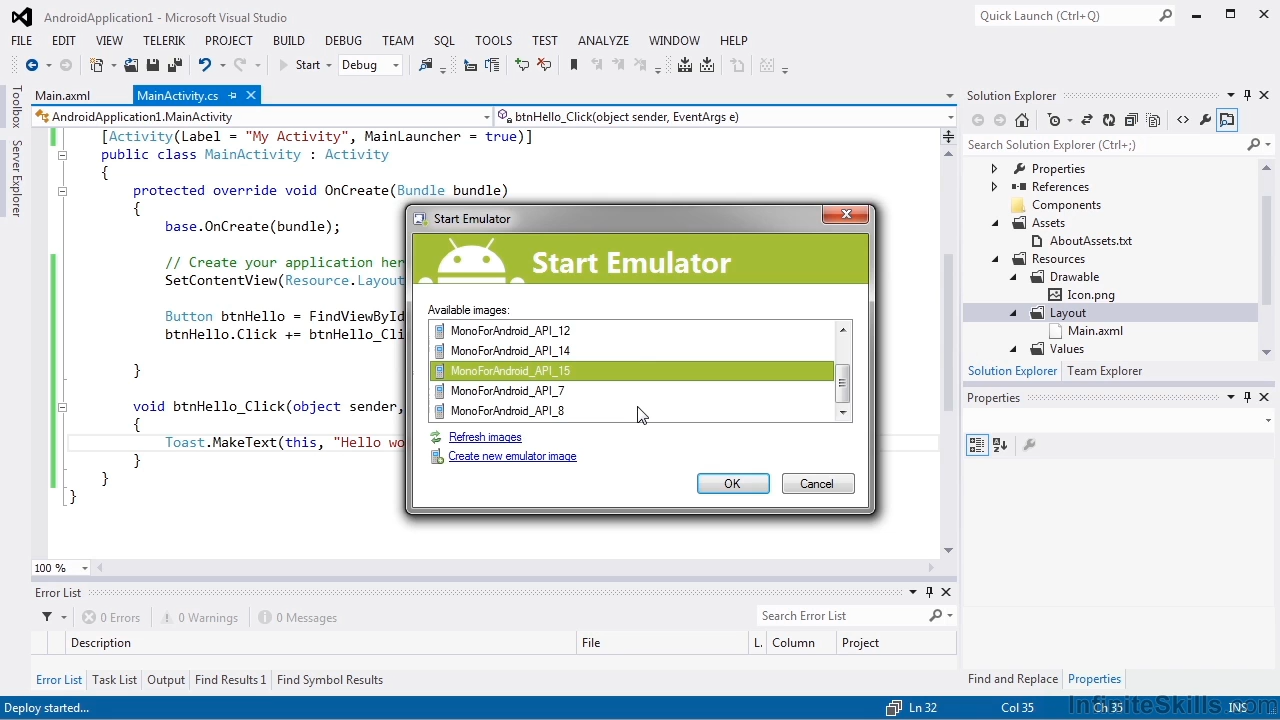 AndroidApplication1 - Microsoft Visual Studio
Quick Launch (Ctrl+Q)
FILE EDIT VIEW TELERIK PROJECT BUILD DEBUG TEAM SQL TOOLS TEST ANALYZE WINDOW HELP
Start Debug
Toolbox
Server Explorer
Main.axml MainActivity.cs
AndroidApplication1.MainActivity btnHello_Click(object sender, EventArgs e)
[Activity(Label = "My Activity", MainLauncher = true)]
public class MainActivity : Activity
{
protected override void OnCreate(Bundle bundle)
{
base.OnCreate(bundle);
// Create your application her
SetContentView(Resource.Layou
Button btnHello = FindViewById
btnHello.Click += btnHello_Cli
}
void btnHello_Click(object sender,
{
Toast.MakeText(this, "Hello wo
}
}
}
100 %
Start Emulator
Start Emulator
Available images:
MonoForAndroid_API_12
MonoForAndroid_API_14
MonoForAndroid_API_15
MonoForAndroid_API_7
MonoForAndroid_API_8
Refresh images
Create new emulator image
OK Cancel
Solution Explorer
Search Solution Explorer (Ctrl+;)
Properties
References
Components
Assets
AboutAssets.txt
Resources
Drawable
Icon.png
Layout
Main.axml
Values
Solution Explorer Team Explorer
Properties
Error List
0 Errors 0 Warnings 0 Messages
Search Error List
Description File L. Column Project
Error List Task List Output Find Results 1 Find Symbol Results
Find and Replace Properties
Deploy started... Ln 32 Col 35 Ch 35 INS
InfiniteSkills.com